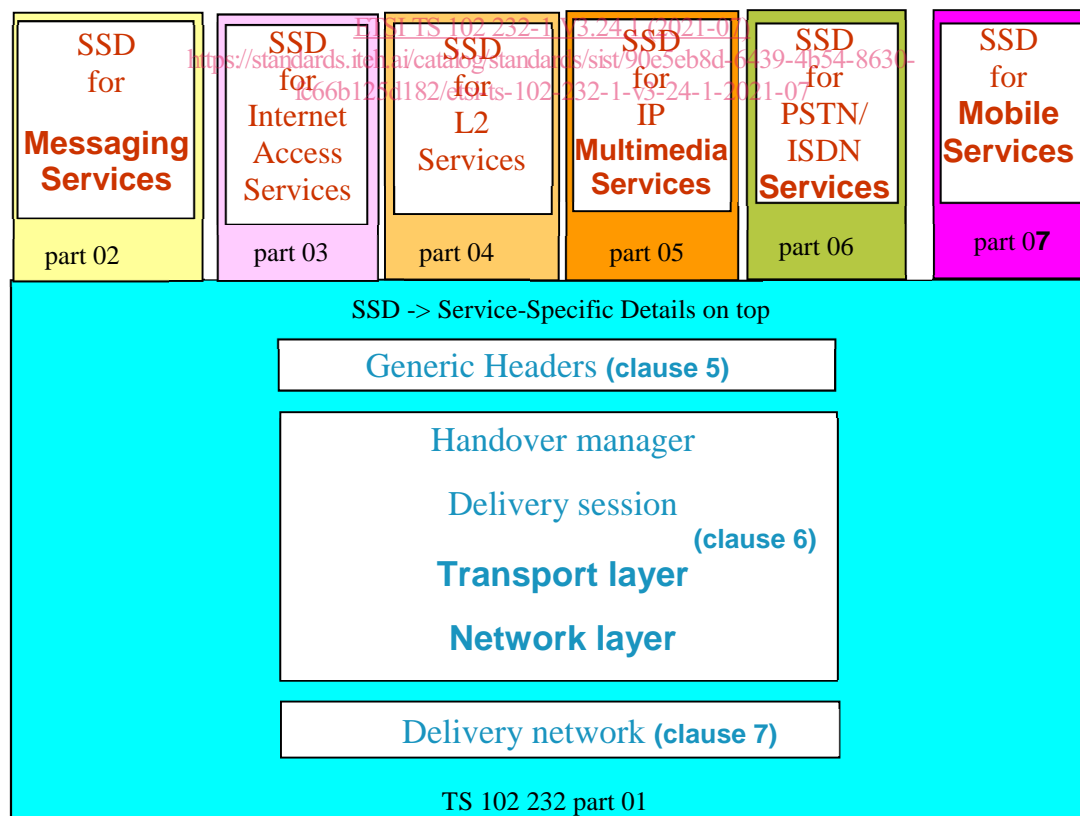 ETSI TS 102 232-1 V3.24.1 (2021-07)
https://standards.iteh.ai/catalog/standards/sist/90e5eb8d-6439-4b54-8630-
1c66b125d182/etsi-ts-102-232-1-v3-24-1-2021-07
SSD
for
Messaging
Services
part 02
SSD
for
Internet
Access
Services
part 03
SSD
for
L2
Services
part 04
SSD
for
IP
Multimedia
Services
part 05
SSD
for
PSTN/
ISDN
Services
part 06
SSD
for
Mobile
Services
part 07
SSD -> Service-Specific Details on top
Generic Headers (clause 5)
Handover manager
Delivery session
(clause 6)
Transport layer
Network layer
Delivery network (clause 7)
TS 102 232 part 01